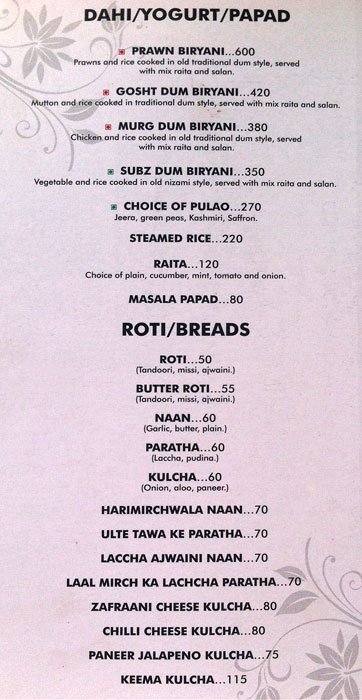 DAHI/YOGURT/PAPAD
PRAWN BIRYANI...600
Prawns and rice cooked in old traditional dum style, served
with mix raita and salan.
GOSHT DUM BIRYANI...420
Mutton and rice cooked in traditional dum style, served with mix raita and salan.
MURG DUM BIRYANI...380
Chicken and rice cooked in old traditional dum style, served
with mix raita and salan.
SUBZ DUM BIRYANI...350
Vegetable and rice cooked in old nizami style, served with mix raita and salan.
CHOICE OF PULAO...270
Jeera, green peas, Kashmiri, Saffron.
STEAMED RICE...220
RAITA...120
Choice of plain, cucumber, mint, tomato and onion.
MASALA PAPAD...80
ROTI/BREADS
ROTI...50
(Tandoori, missi, ajwaini.)
BUTTER ROTI...55
(Tandoori, missi, ajwaini.)
NAAN...60
(Garlic, butter, plain.)
PARATHA...60
(Laccha, pudina.)
KULCHA...60
(Onion, aloo, paneer.)
HARIMIRCHWALA NAAN...70
ULTE TAWA KE PARATHA...70
LACCHA AJWAINI NAAN...70
LAAL MIRCH KA LACHCHA PARATHA...70
ZAFRAANI CHEESE KULCHA...80
CHILLI CHEESE KULCHA...80
PANEER JALAPENO KULCHA...75
KEEMA KULCHA...115